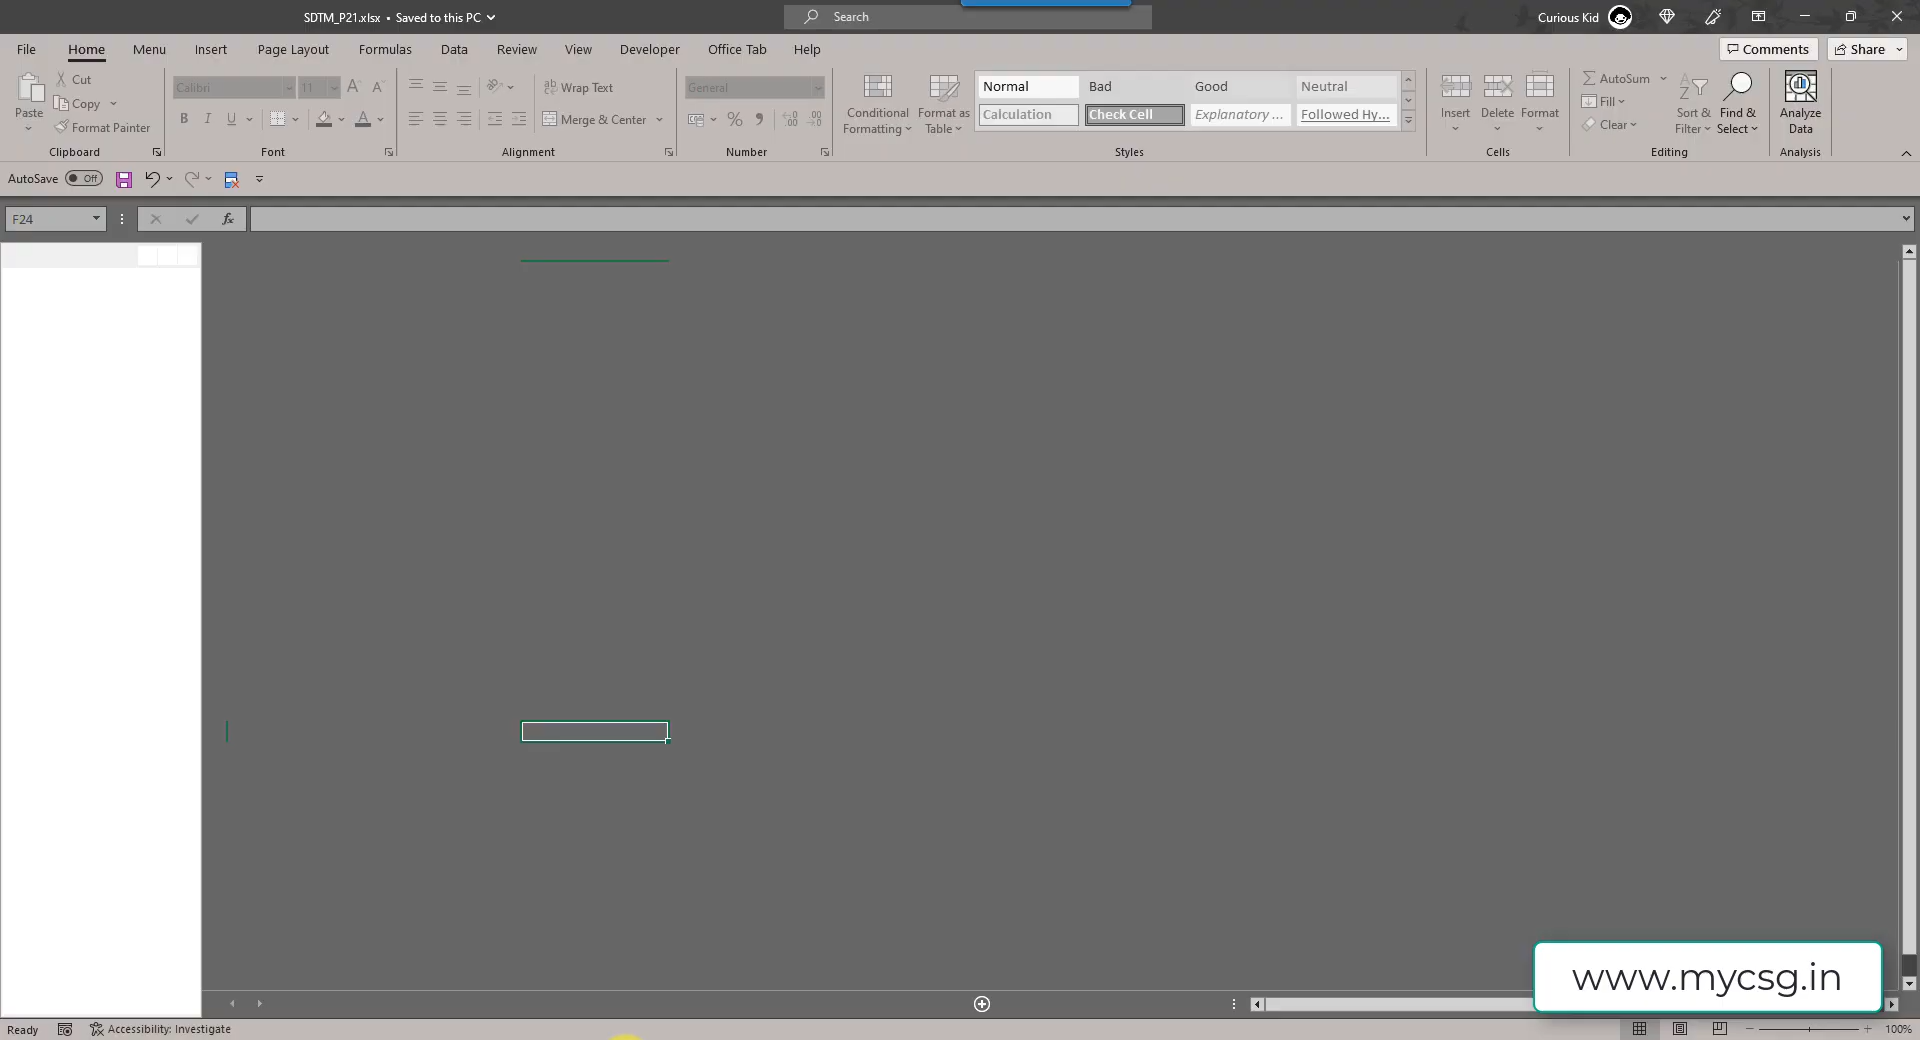 SDTM_P21.xlsx • Saved to this PC
Search
Curious Kid
File Home Menu Insert Page Layout Formulas Data Review View Developer Office Tab Help
Comments Share
Paste
Cut
Copy
Format Painter
Clipboard
Calibri 11
B I U
Font
Wrap Text
Merge & Center
Alignment
General
Number
Conditional Formatting
Format as Table
Normal Bad Good Neutral
Calculation Check Cell Explanatory ... Followed Hy...
Styles
Insert Delete Format
Cells
AutoSum
Fill
Clear
Sort & Filter
Find & Select
Editing
Analyze Data
Analysis
AutoSave Off
F24
fx
www.mycsg.in
Ready
Accessibility: Investigate
100%